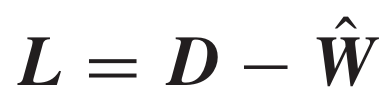 L = D − Ŵ